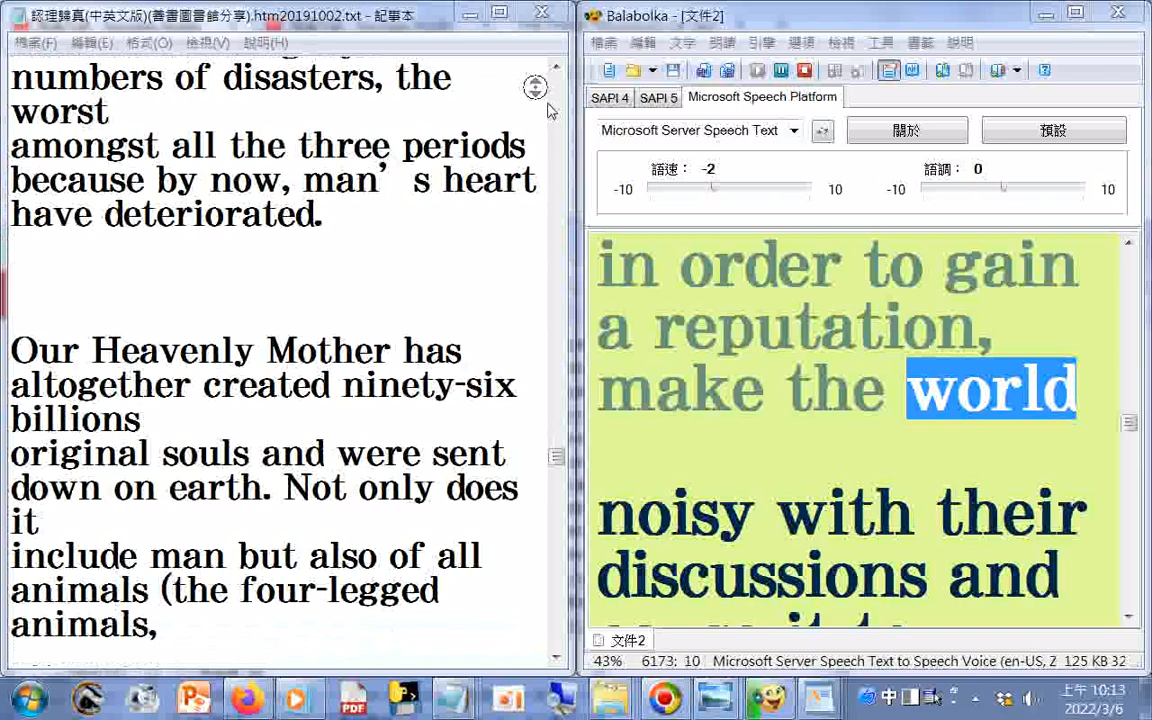 認理歸真(中英文版)(善書圖書館分享).htm20191002.txt - 記事本
檔案(F) 編輯(E) 格式(O) 檢視(V) 說明(H)
numbers of disasters, the
worst
amongst all the three periods
because by now, man’s heart
have deteriorated.
Our Heavenly Mother has
altogether created ninety-six
billions
original souls and were sent
down on earth. Not only does
it
include man but also of all
animals (the four-legged
animals,
Balabolka - [文件2]
檔案 編輯 文字 朗讀 引擎 選項 檢視 工具 書籤 說明
SAPI 4 SAPI 5 Microsoft Speech Platform
Microsoft Server Speech Text 關於 預設
語速： -2 語調： 0
-10 10 -10 10
in order to gain
a reputation,
make the world
noisy with their
discussions and
文件2
43% 6173: 10 Microsoft Server Speech Text to Speech Voice (en-US, Z 125 KB 32
PDF
中
上午 10:13
2022/3/6